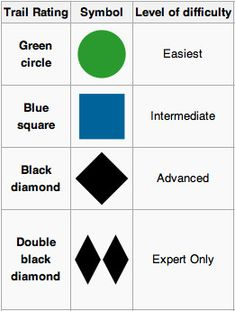 Trail Rating Symbol Level of difficulty
Green
circle
Easiest
Blue
square
Intermediate
Black
diamond
Advanced
Double
black
diamond
Expert Only